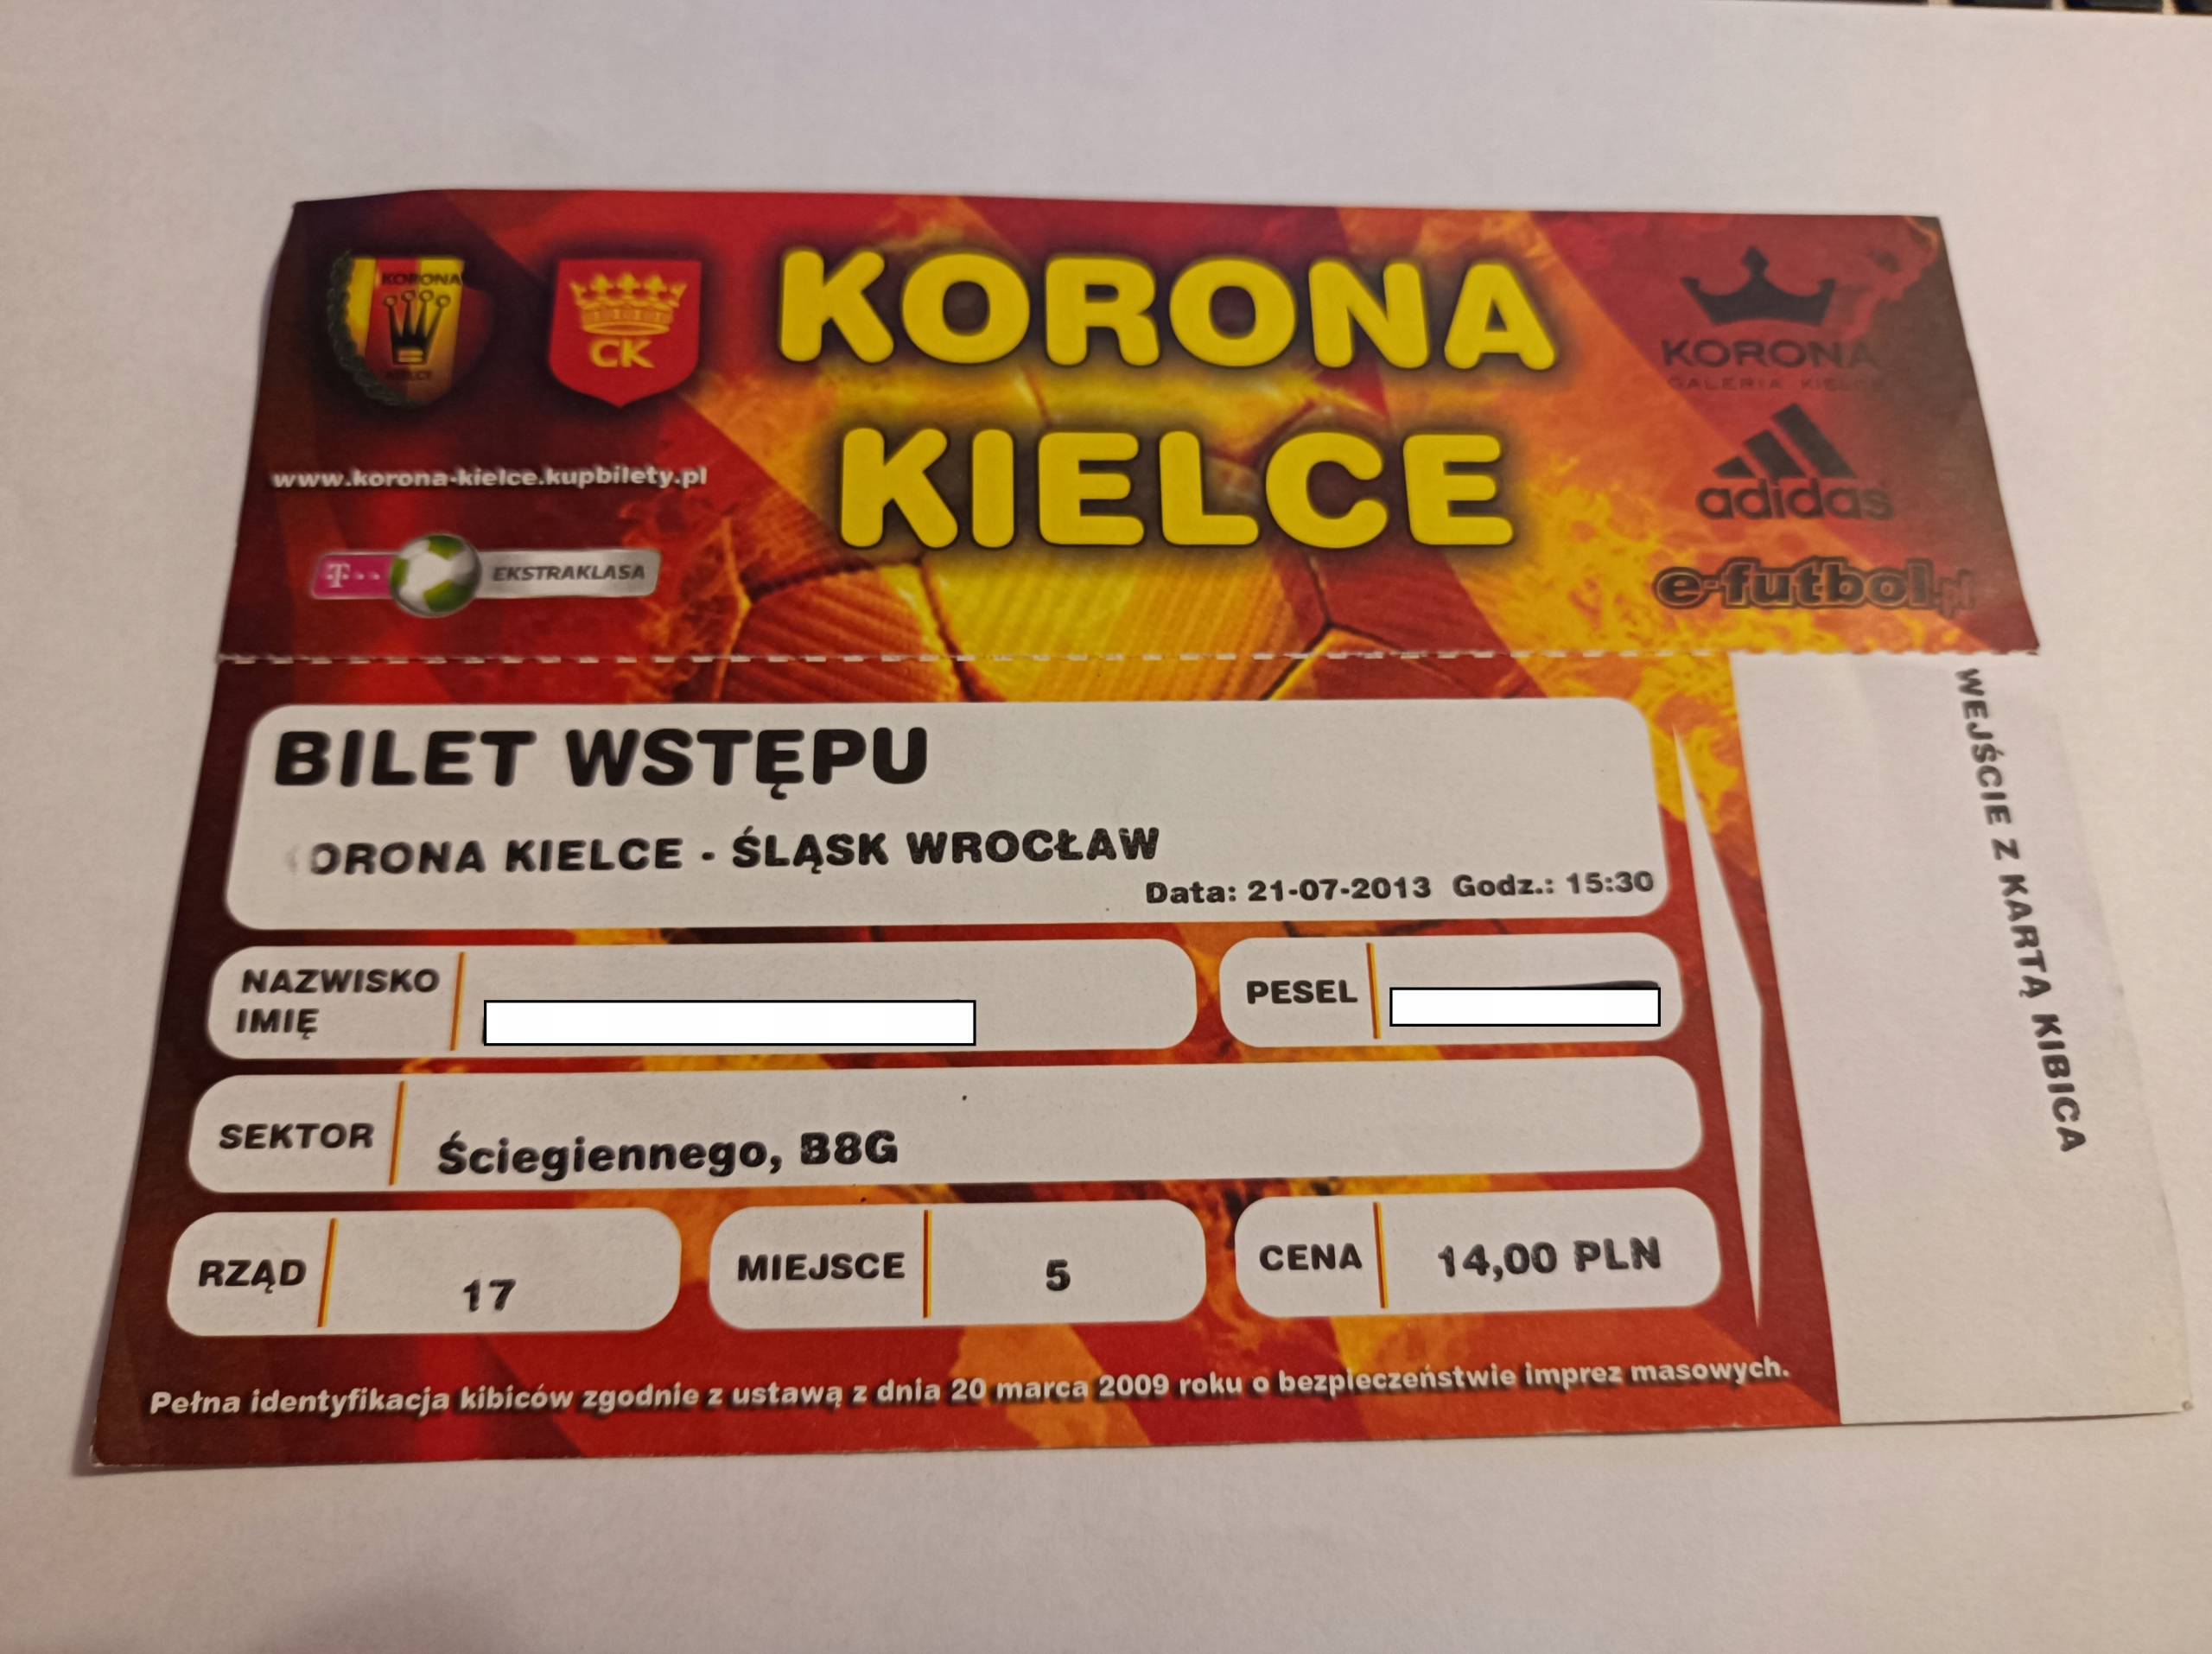 KORONA
KIELCE
CK
KORONA
KIELCE
www.korona-kielce.kupbilety.pl
T
EKSTRAKLASA
KORONA
GALERIA KIELCE
adidas
e-futbol.pl
BILET WSTĘPU
ORONA KIELCE - ŚLĄSK WROCŁAW
Data: 21-07-2013 Godz.: 15:30
NAZWISKO
IMIĘ
PESEL
SEKTOR
Ściegiennego, B8G
RZĄD
17
MIEJSCE
5
CENA
14,00 PLN
Pełna identyfikacja kibiców zgodnie z ustawą z dnia 20 marca 2009 roku o bezpieczeństwie imprez masowych.
WEJŚCIE Z KARTĄ KIBICA